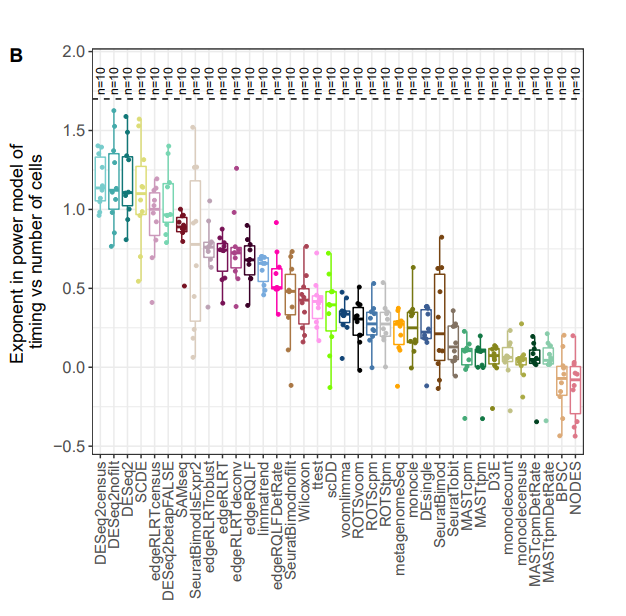 B
Exponent in power model of
timing vs number of cells
2.0
1.5
1.0
0.5
0.0
−0.5
n=10 n=10 n=10 n=10 n=10 n=10 n=10 n=10 n=10 n=10 n=10 n=10 n=10 n=10 n=10 n=10 n=10 n=10 n=10 n=10 n=10 n=10 n=10 n=10 n=10 n=10 n=10 n=10 n=10 n=10 n=10 n=10 n=10 n=10 n=10 n=10
DESeq2census
DESeq2nofilt
DESeq2
SCDE
edgeRLRTcensus
DESeq2betapFALSE
SAMseq
SeuratBimodIsExpr2
edgeRLRTrobust
edgeRLRT
edgeRLRTdeconv
edgeRQLF
limmatrend
edgeRQLFDetRate
SeuratBimodnofilt
Wilcoxon
ttest
scDD
voomlimma
ROTSvoom
ROTScpm
ROTStpm
metagenomeSeq
monocle
DEsingle
SeuratBimod
SeuratTobit
MASTcpm
MASTtpm
D3E
monoclecount
monoclecensus
MASTcpmDetRate
MASTtpmDetRate
BPSC
NODES